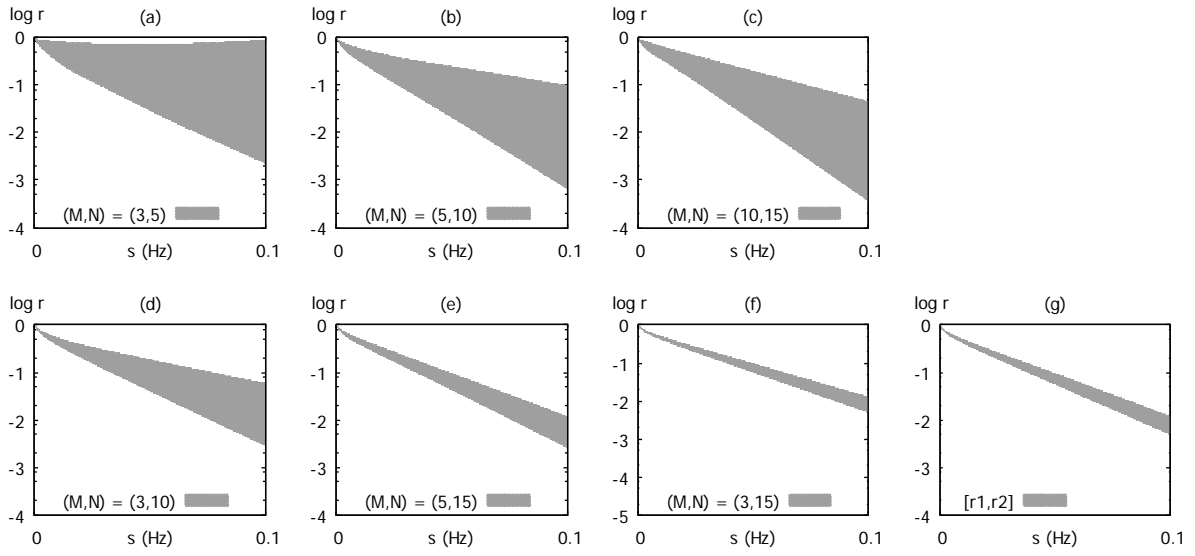 log r (a)
0
-1
-2
-3
-4
(M,N) = (3,5)
0 s (Hz) 0.1
log r (b)
0
-1
-2
-3
-4
(M,N) = (5,10)
0 s (Hz) 0.1
log r (c)
0
-1
-2
-3
-4
(M,N) = (10,15)
0 s (Hz) 0.1
log r (d)
0
-1
-2
-3
-4
(M,N) = (3,10)
0 s (Hz) 0.1
log r (e)
0
-1
-2
-3
-4
(M,N) = (5,15)
0 s (Hz) 0.1
log r (f)
0
-1
-2
-3
-4
-5
(M,N) = (3,15)
0 s (Hz) 0.1
log r (g)
0
-1
-2
-3
-4
[r1,r2]
0 s (Hz) 0.1